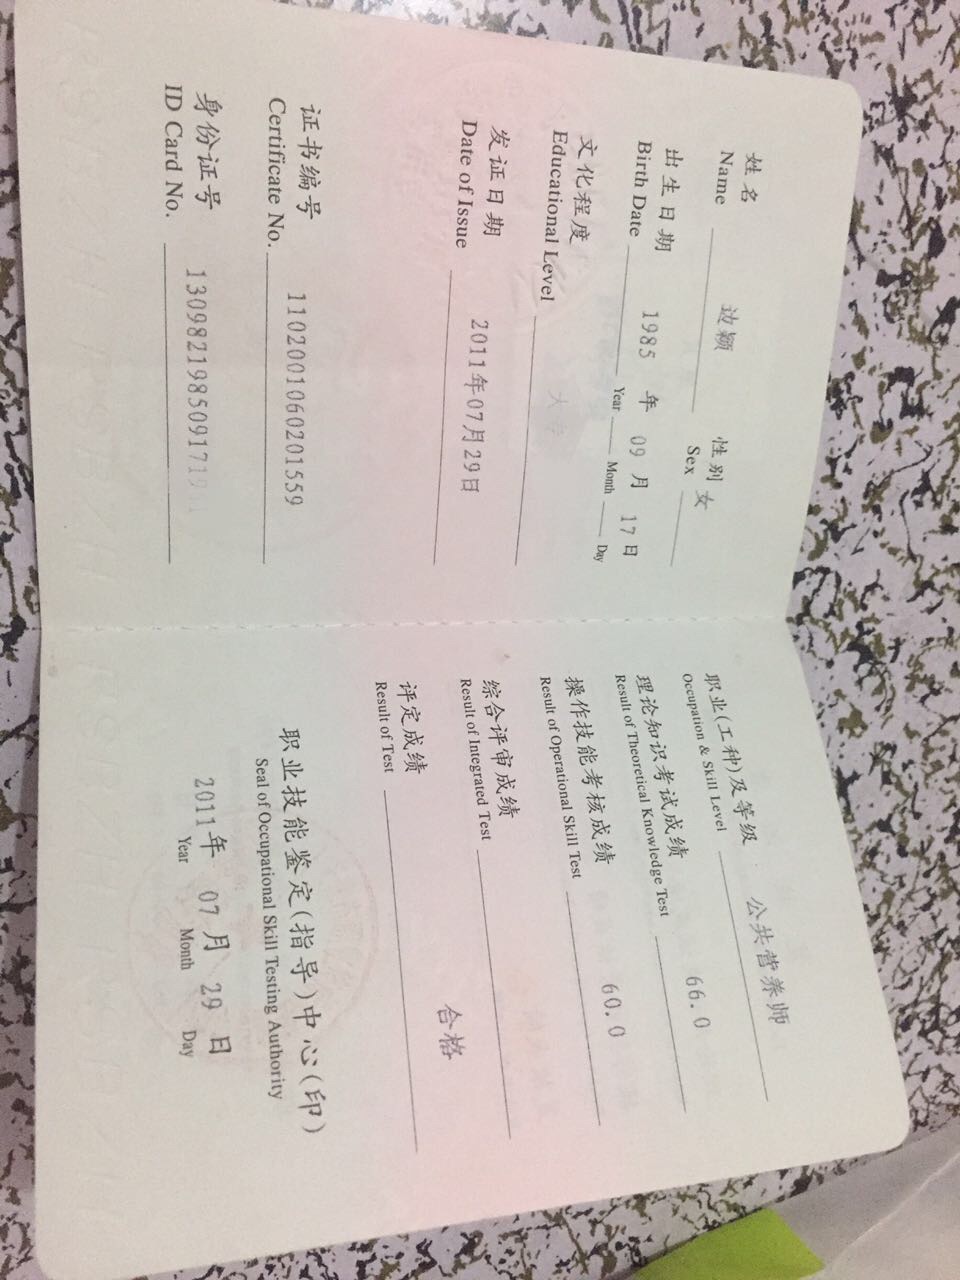 姓名 边颖 性别 女
Name Sex
出生日期 1985 年 09 月 17 日
Birth Date Year Month Day
文化程度 大专
Educational Level
发证日期 2011年07月29日
Date of Issue
证书编号 1102001060201559
Certificate No.
身份证号
ID Card No.
职业(工种)及等级 公共营养师
Occupation & Skill Level
理论知识考试成绩 66.0
Result of Theoretical Knowledge Test
操作技能考核成绩 60.0
Result of Operational Skill Test
综合评审成绩
Result of Integrated Test
评定成绩 合格
Result of Test
职业技能鉴定(指导)中心(印)
Seal of Occupational Skill Testing Authority
2011年 07 月 29 日
Year Month Day